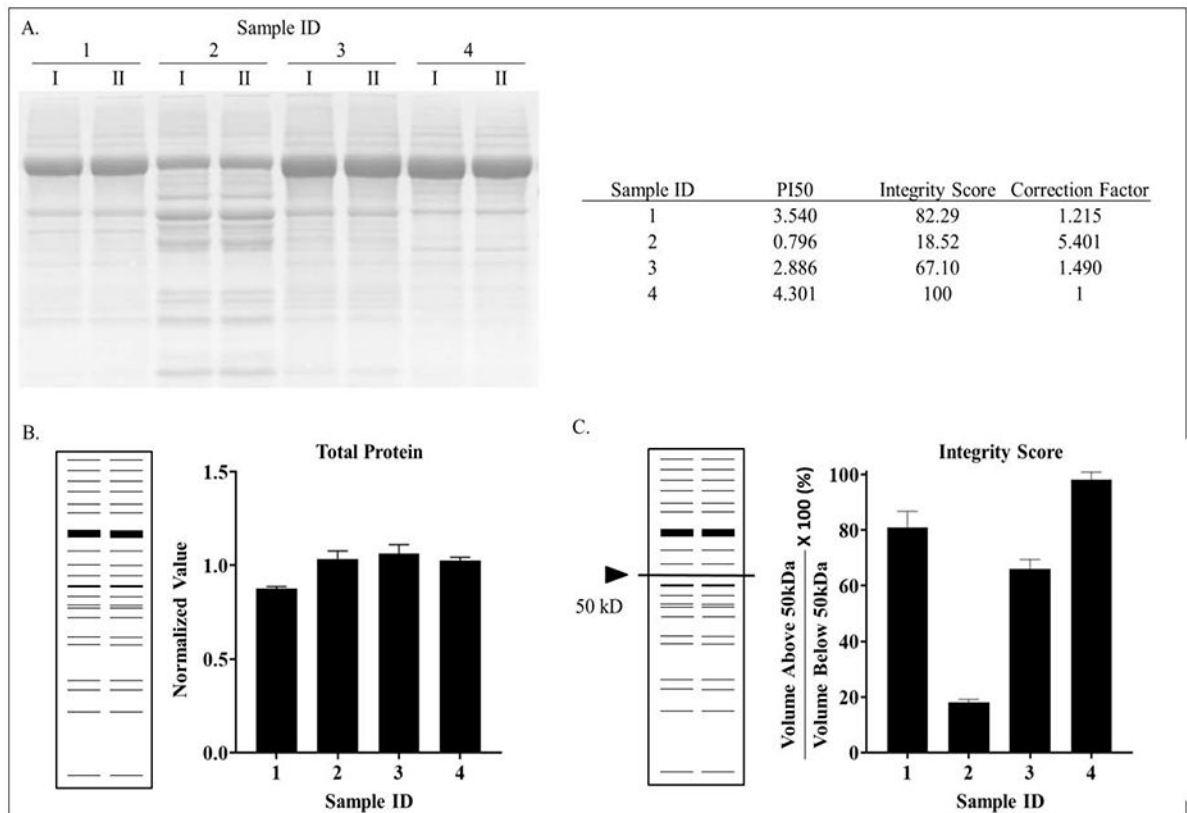 A.
Sample ID
1 2 3 4
I II I II I II I II
Sample ID PI50 Integrity Score Correction Factor
1 3.540 82.29 1.215
2 0.796 18.52 5.401
3 2.886 67.10 1.490
4 4.301 100 1
B.
Total Protein
Normalized Value
1.5
1.0
0.5
0.0
1 2 3 4
Sample ID
C.
50 kD
Integrity Score
Volume Above 50kDa
Volume Below 50kDa
X 100 (%)
100
80
60
40
20
0
1 2 3 4
Sample ID